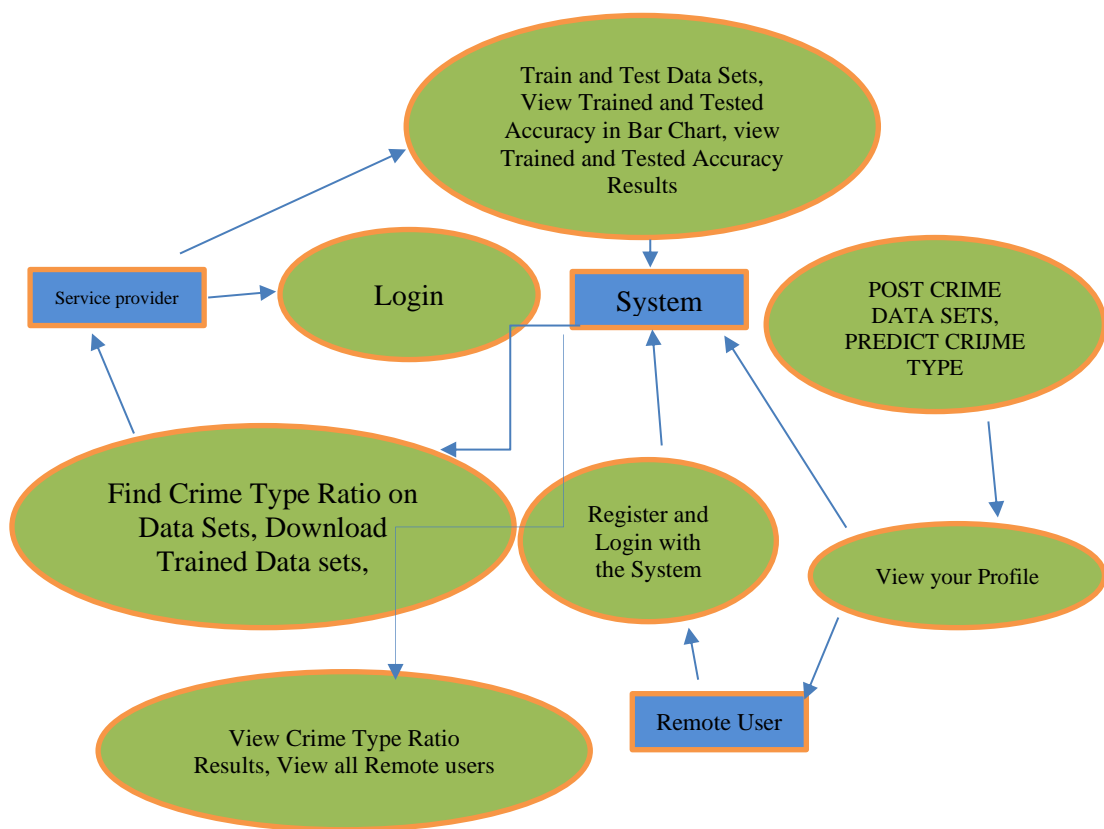 Train and Test Data Sets,
View Trained and Tested
Accuracy in Bar Chart, view
Trained and Tested Accuracy
Results
Service provider
Login
System
POST CRIME
DATA SETS,
PREDICT CRIJME
TYPE
Find Crime Type Ratio on
Data Sets, Download
Trained Data sets,
Register and
Login with
the System
View your Profile
Remote User
View Crime Type Ratio
Results, View all Remote users